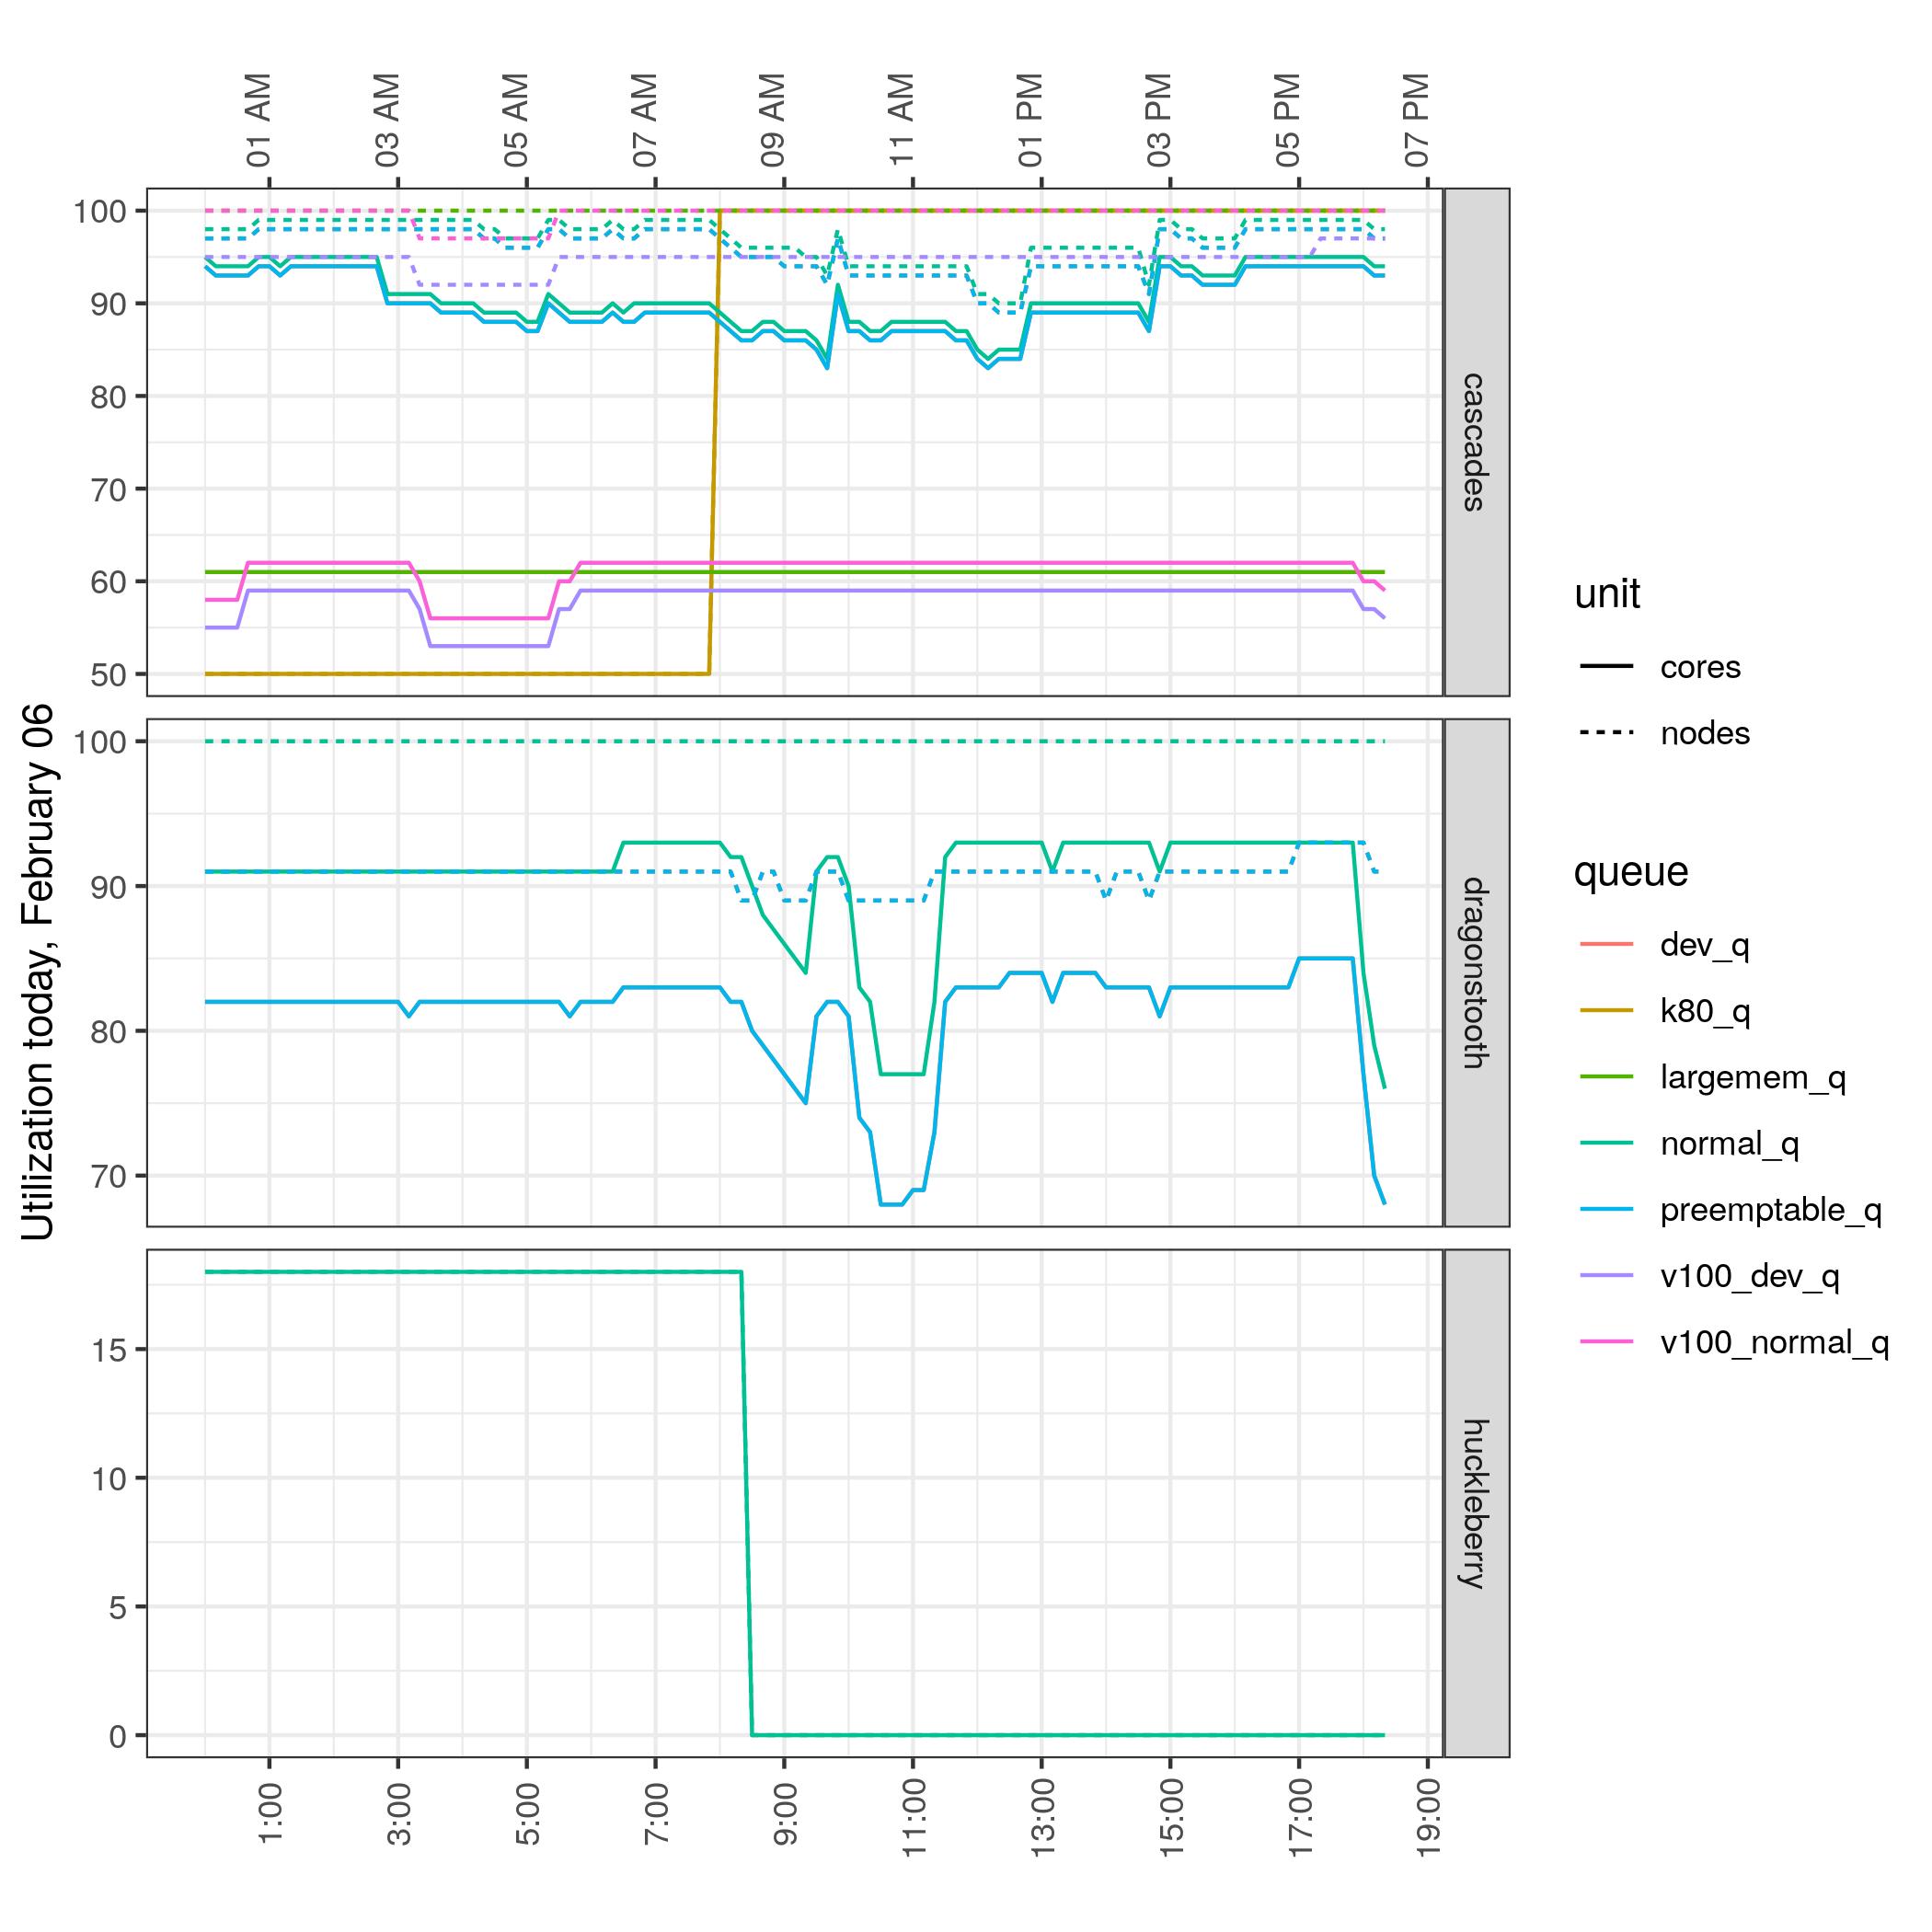 01 AM
03 AM
05 AM
07 AM
09 AM
11 AM
01 PM
03 PM
05 PM
07 PM
Utilization today, February 06
100
90
80
70
60
50
cascades
100
90
80
70
dragonstooth
15
10
5
0
huckleberry
1:00
3:00
5:00
7:00
9:00
11:00
13:00
15:00
17:00
19:00
unit
cores
nodes
queue
dev_q
k80_q
largemem_q
normal_q
preemptable_q
v100_dev_q
v100_normal_q